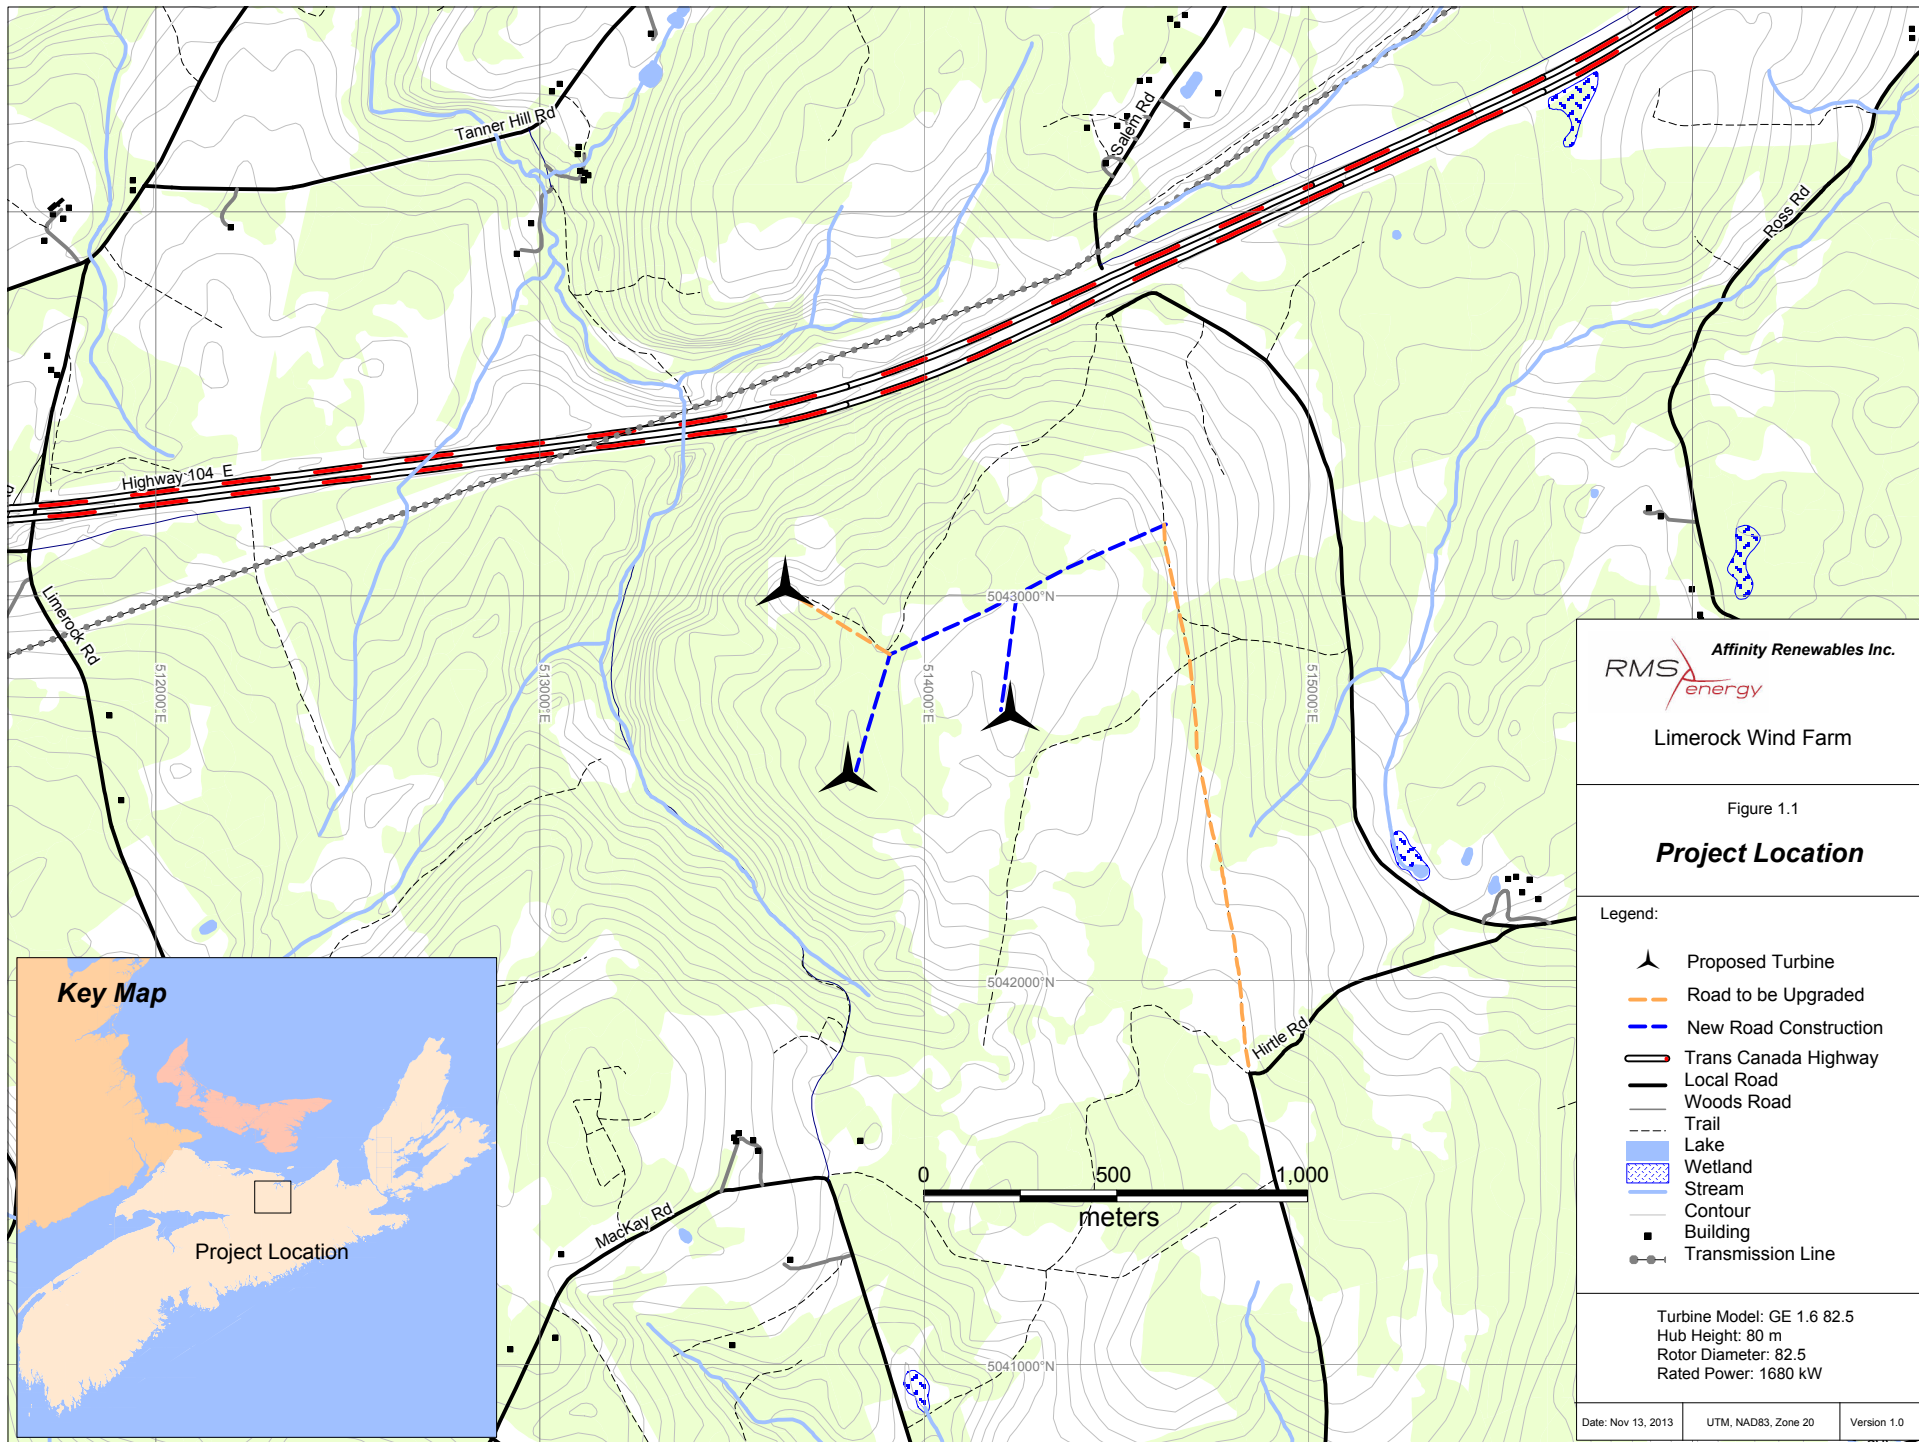 Tanner Hill Rd
Salem Rd
Ross Rd
Highway 104 E
Limerock Rd
5043000°N
512000°E
513000°E
514000°E
515000°E
5042000°N
Hirtle Rd
MacKay Rd
5041000°N
0 500 1,000
meters
Key Map
Project Location
RMS energy
Affinity Renewables Inc.
Limerock Wind Farm
Figure 1.1
Project Location
Legend:
Proposed Turbine
Road to be Upgraded
New Road Construction
Trans Canada Highway
Local Road
Woods Road
Trail
Lake
Wetland
Stream
Contour
Building
Transmission Line
Turbine Model: GE 1.6 82.5
Hub Height: 80 m
Rotor Diameter: 82.5
Rated Power: 1680 kW
Date: Nov 13, 2013
UTM, NAD83, Zone 20
Version 1.0